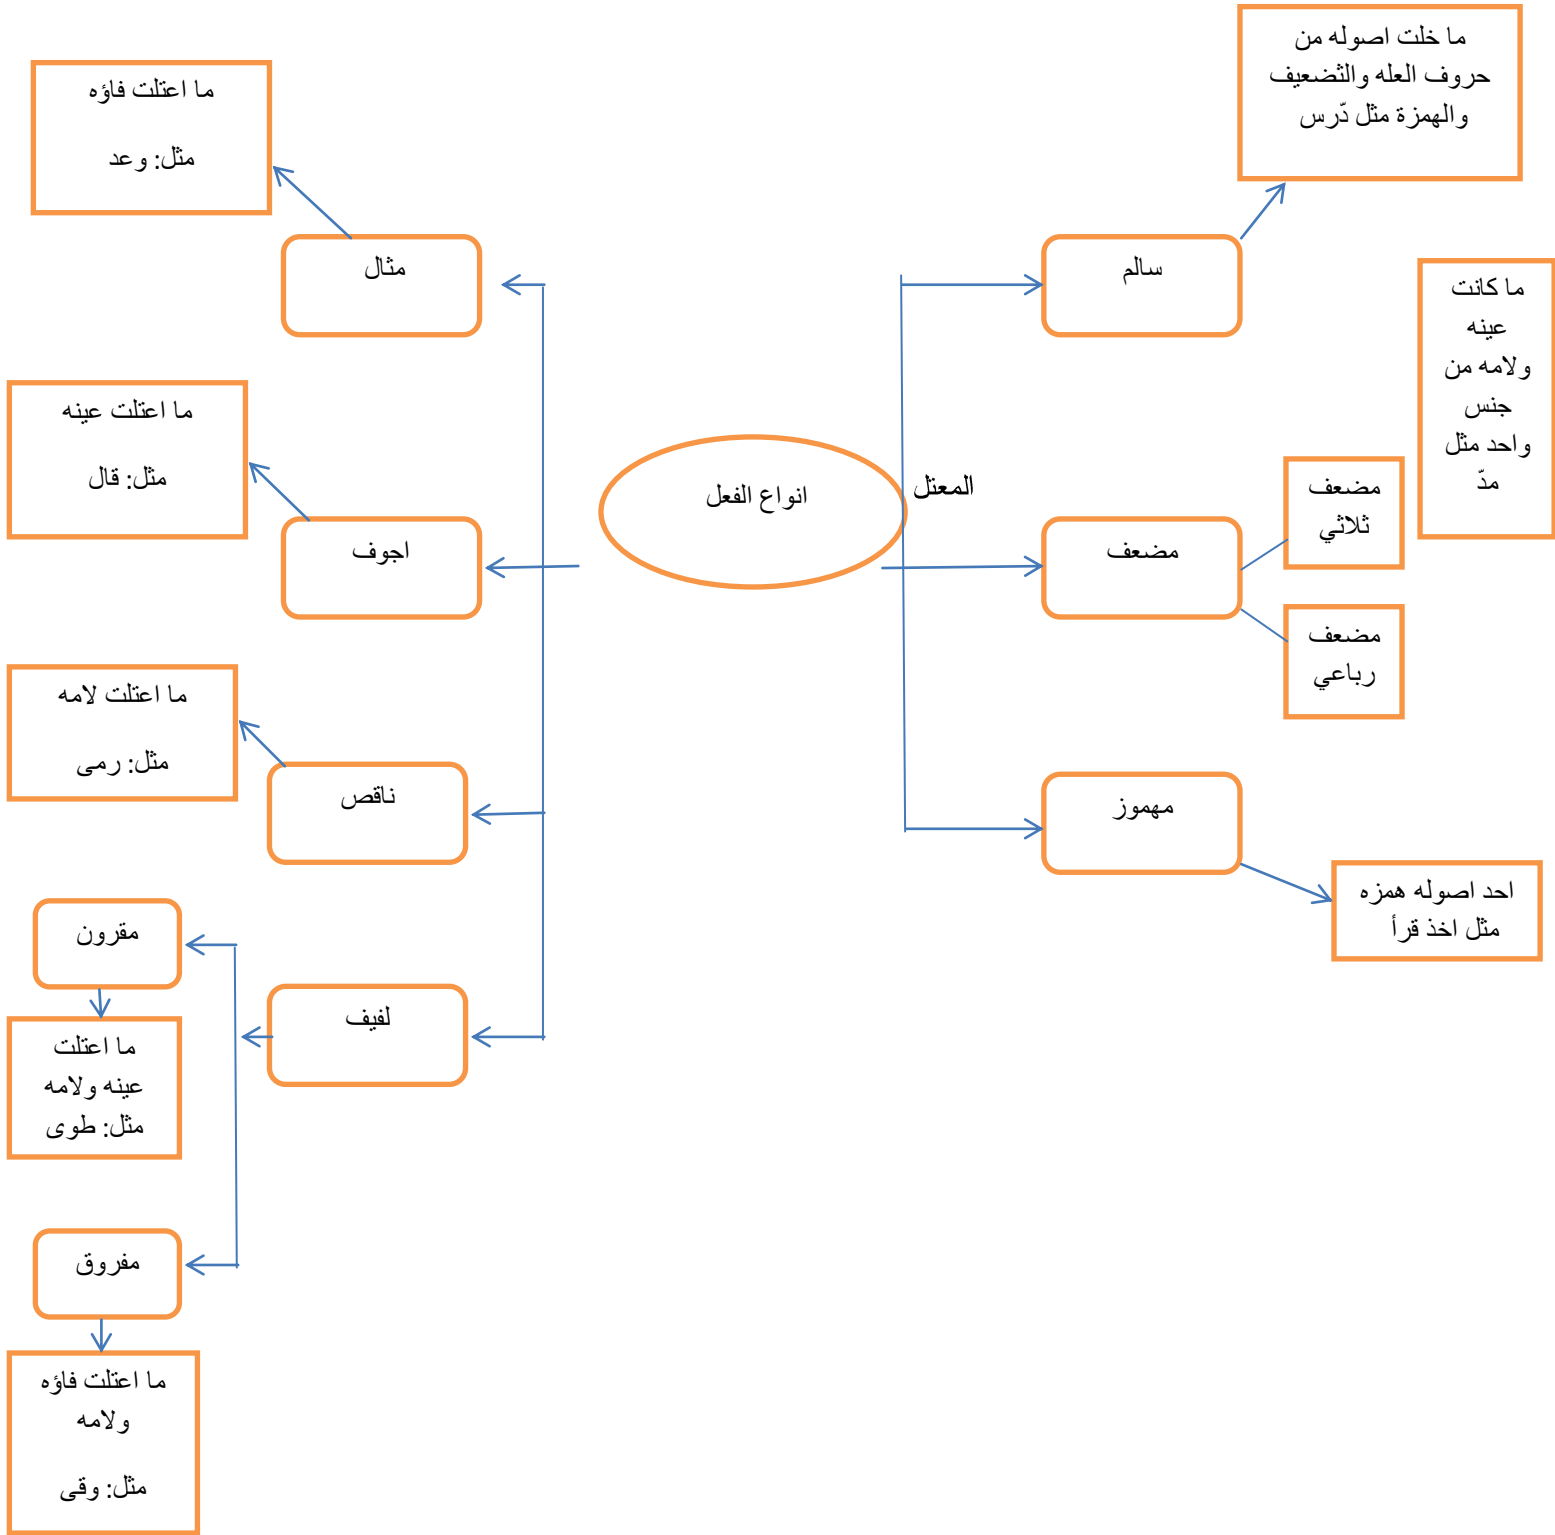 ما خلت اصوله من
حروف العله والتضعيف
والهمزة مثل دّرس
سالم
ما كانت
عينه
ولامه من
جنس
واحد مثل
مدّ
مضعف
ثلاثي
مضعف
مضعف
رباعي
مهموز
احد اصوله همزه
مثل اخذ قرأ
انواع الفعل
المعتل
ما اعتلت فاؤه
مثل: وعد
مثال
ما اعتلت عينه
مثل: قال
اجوف
ما اعتلت لامه
مثل: رمى
ناقص
لفيف
مقرون
ما اعتلت
عينه ولامه
مثل: طوى
مفروق
ما اعتلت فاؤه
ولامه
مثل: وقى